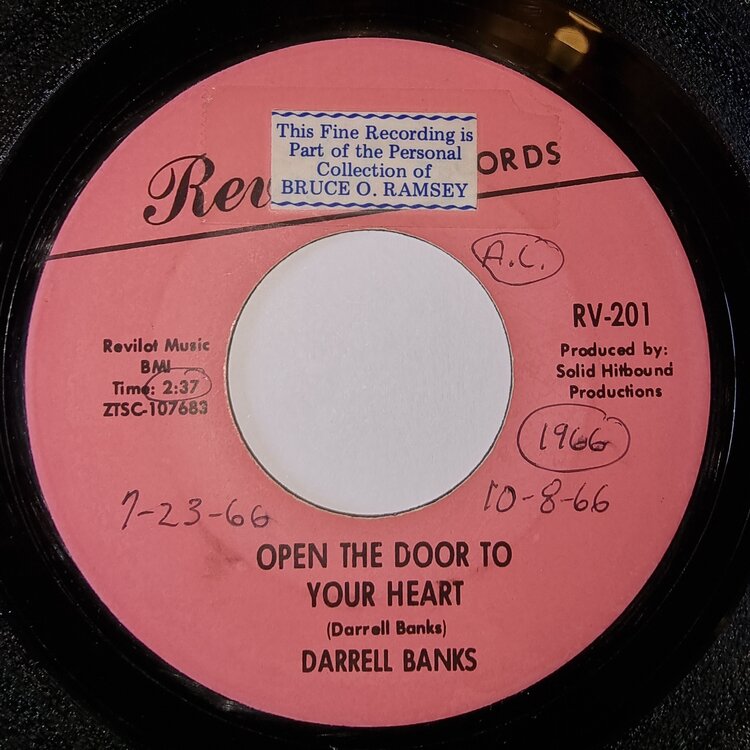 This Fine Recording is
Part of the Personal
Collection of
BRUCE O. RAMSEY
Rev ORDS
A.C.
RV-201
Produced by:
Solid Hitbound
Productions
Revilot Music
BMI
Time: 2:37
ZTSC-107683
1966
7-23-66
10-8-66
OPEN THE DOOR TO
YOUR HEART
(Darrell Banks)
DARRELL BANKS